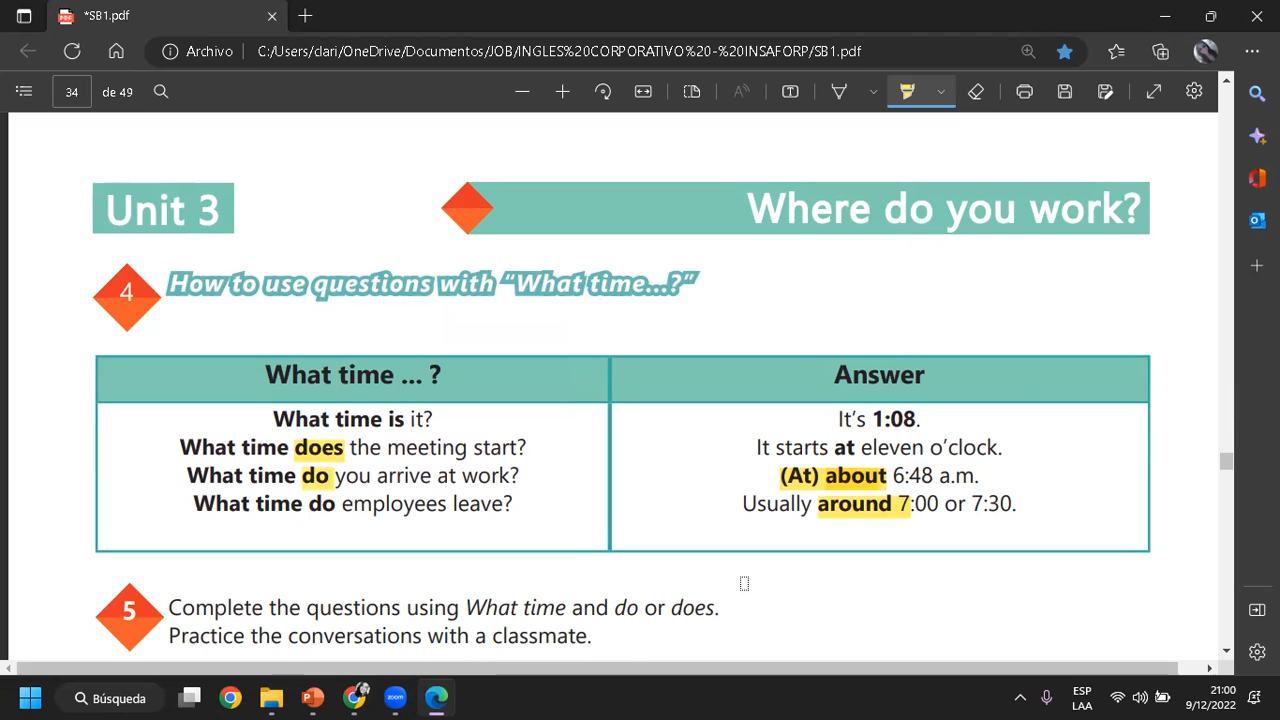 *SB1.pdf
Archivo
C:/Users/clari/OneDrive/Documentos/JOB/INGLES%20CORPORATIVO%20-%20INSAFORP/SB1.pdf
34
de 49
Unit 3
Where do you work?
4
How to use questions with “What time...?”
What time ... ?
Answer
What time is it?
It’s 1:08.
What time does the meeting start?
It starts at eleven o’clock.
What time do you arrive at work?
(At) about 6:48 a.m.
What time do employees leave?
Usually around 7:00 or 7:30.
5
Complete the questions using What time and do or does.
Practice the conversations with a classmate.
Búsqueda
zoom
ESP
LAA
21:00
9/12/2022